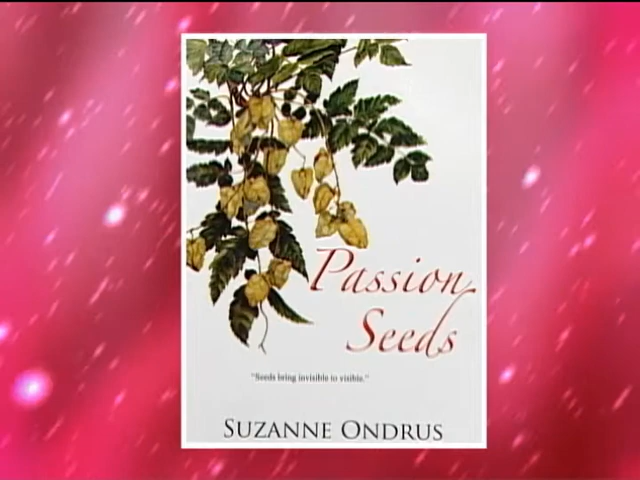 Passion
Seeds
"Seeds bring invisible to visible."
SUZANNE ONDRUS